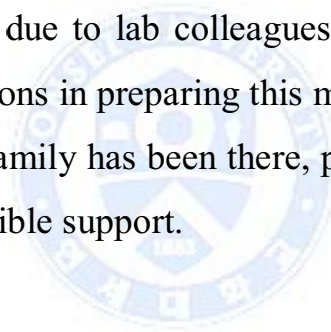 due to lab colleagues
ons in preparing this m
amily has been there, p
ible support.